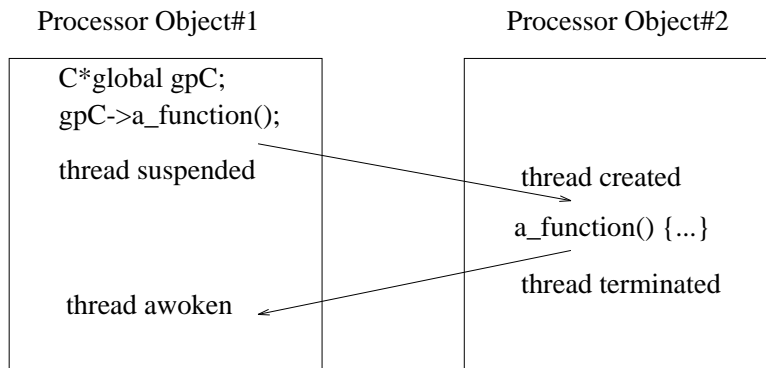 Processor Object#1
Processor Object#2
C*global gpC;
gpC->a_function();
thread suspended
thread created
a_function() {...}
thread terminated
thread awoken